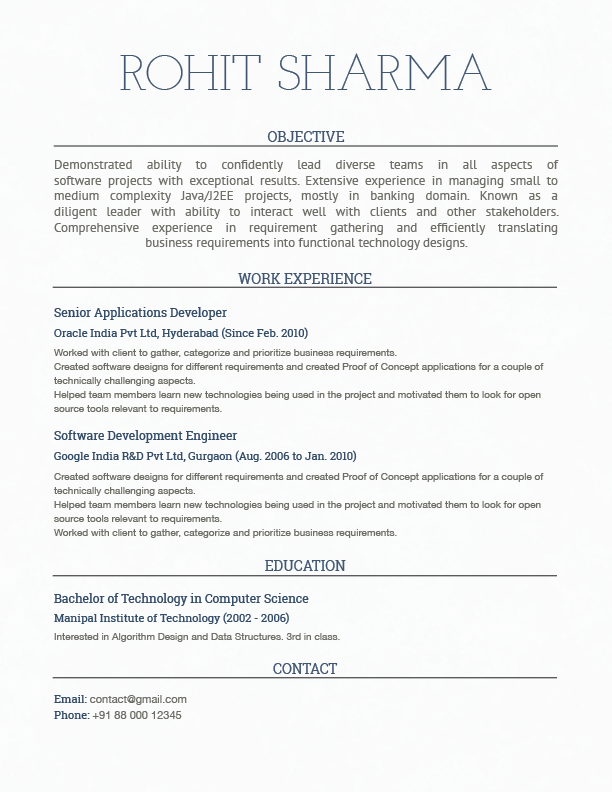 ROHIT SHARMA
OBJECTIVE
Demonstrated ability to confidently lead diverse teams in all aspects of
software projects with exceptional results. Extensive experience in managing small to
medium complexity Java/J2EE projects, mostly in banking domain. Known as a
diligent leader with ability to interact well with clients and other stakeholders.
Comprehensive experience in requirement gathering and efficiently translating
business requirements into functional technology designs.
WORK EXPERIENCE
Senior Applications Developer
Oracle India Pvt Ltd, Hyderabad (Since Feb. 2010)
Worked with client to gather, categorize and prioritize business requirements.
Created software designs for different requirements and created Proof of Concept applications for a couple of
technically challenging aspects.
Helped team members learn new technologies being used in the project and motivated them to look for open
source tools relevant to requirements.
Software Development Engineer
Google India R&D Pvt Ltd, Gurgaon (Aug. 2006 to Jan. 2010)
Created software designs for different requirements and created Proof of Concept applications for a couple of
technically challenging aspects.
Helped team members learn new technologies being used in the project and motivated them to look for open
source tools relevant to requirements.
Worked with client to gather, categorize and prioritize business requirements.
EDUCATION
Bachelor of Technology in Computer Science
Manipal Institute of Technology (2002 - 2006)
Interested in Algorithm Design and Data Structures. 3rd in class.
CONTACT
Email: contact@gmail.com
Phone: +91 88 000 12345